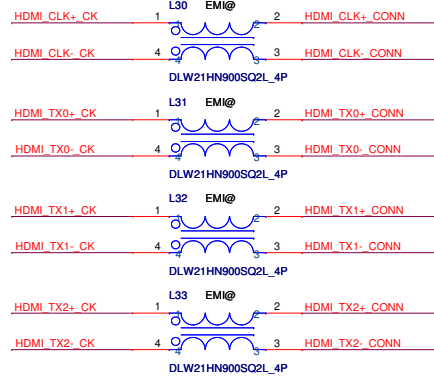 L30 EMI@
HDMI_CLK+_CK 1 1 2 2 HDMI_CLK+_CONN
HDMI_CLK-_CK 4 4 3 3 HDMI_CLK-_CONN
DLW21HN900SQ2L_4P
L31 EMI@
HDMI_TX0+_CK 1 1 2 2 HDMI_TX0+_CONN
HDMI_TX0-_CK 4 4 3 3 HDMI_TX0-_CONN
DLW21HN900SQ2L_4P
L32 EMI@
HDMI_TX1+_CK 1 1 2 2 HDMI_TX1+_CONN
HDMI_TX1-_CK 4 4 3 3 HDMI_TX1-_CONN
DLW21HN900SQ2L_4P
L33 EMI@
HDMI_TX2+_CK 1 1 2 2 HDMI_TX2+_CONN
HDMI_TX2-_CK 4 4 3 3 HDMI_TX2-_CONN
DLW21HN900SQ2L_4P